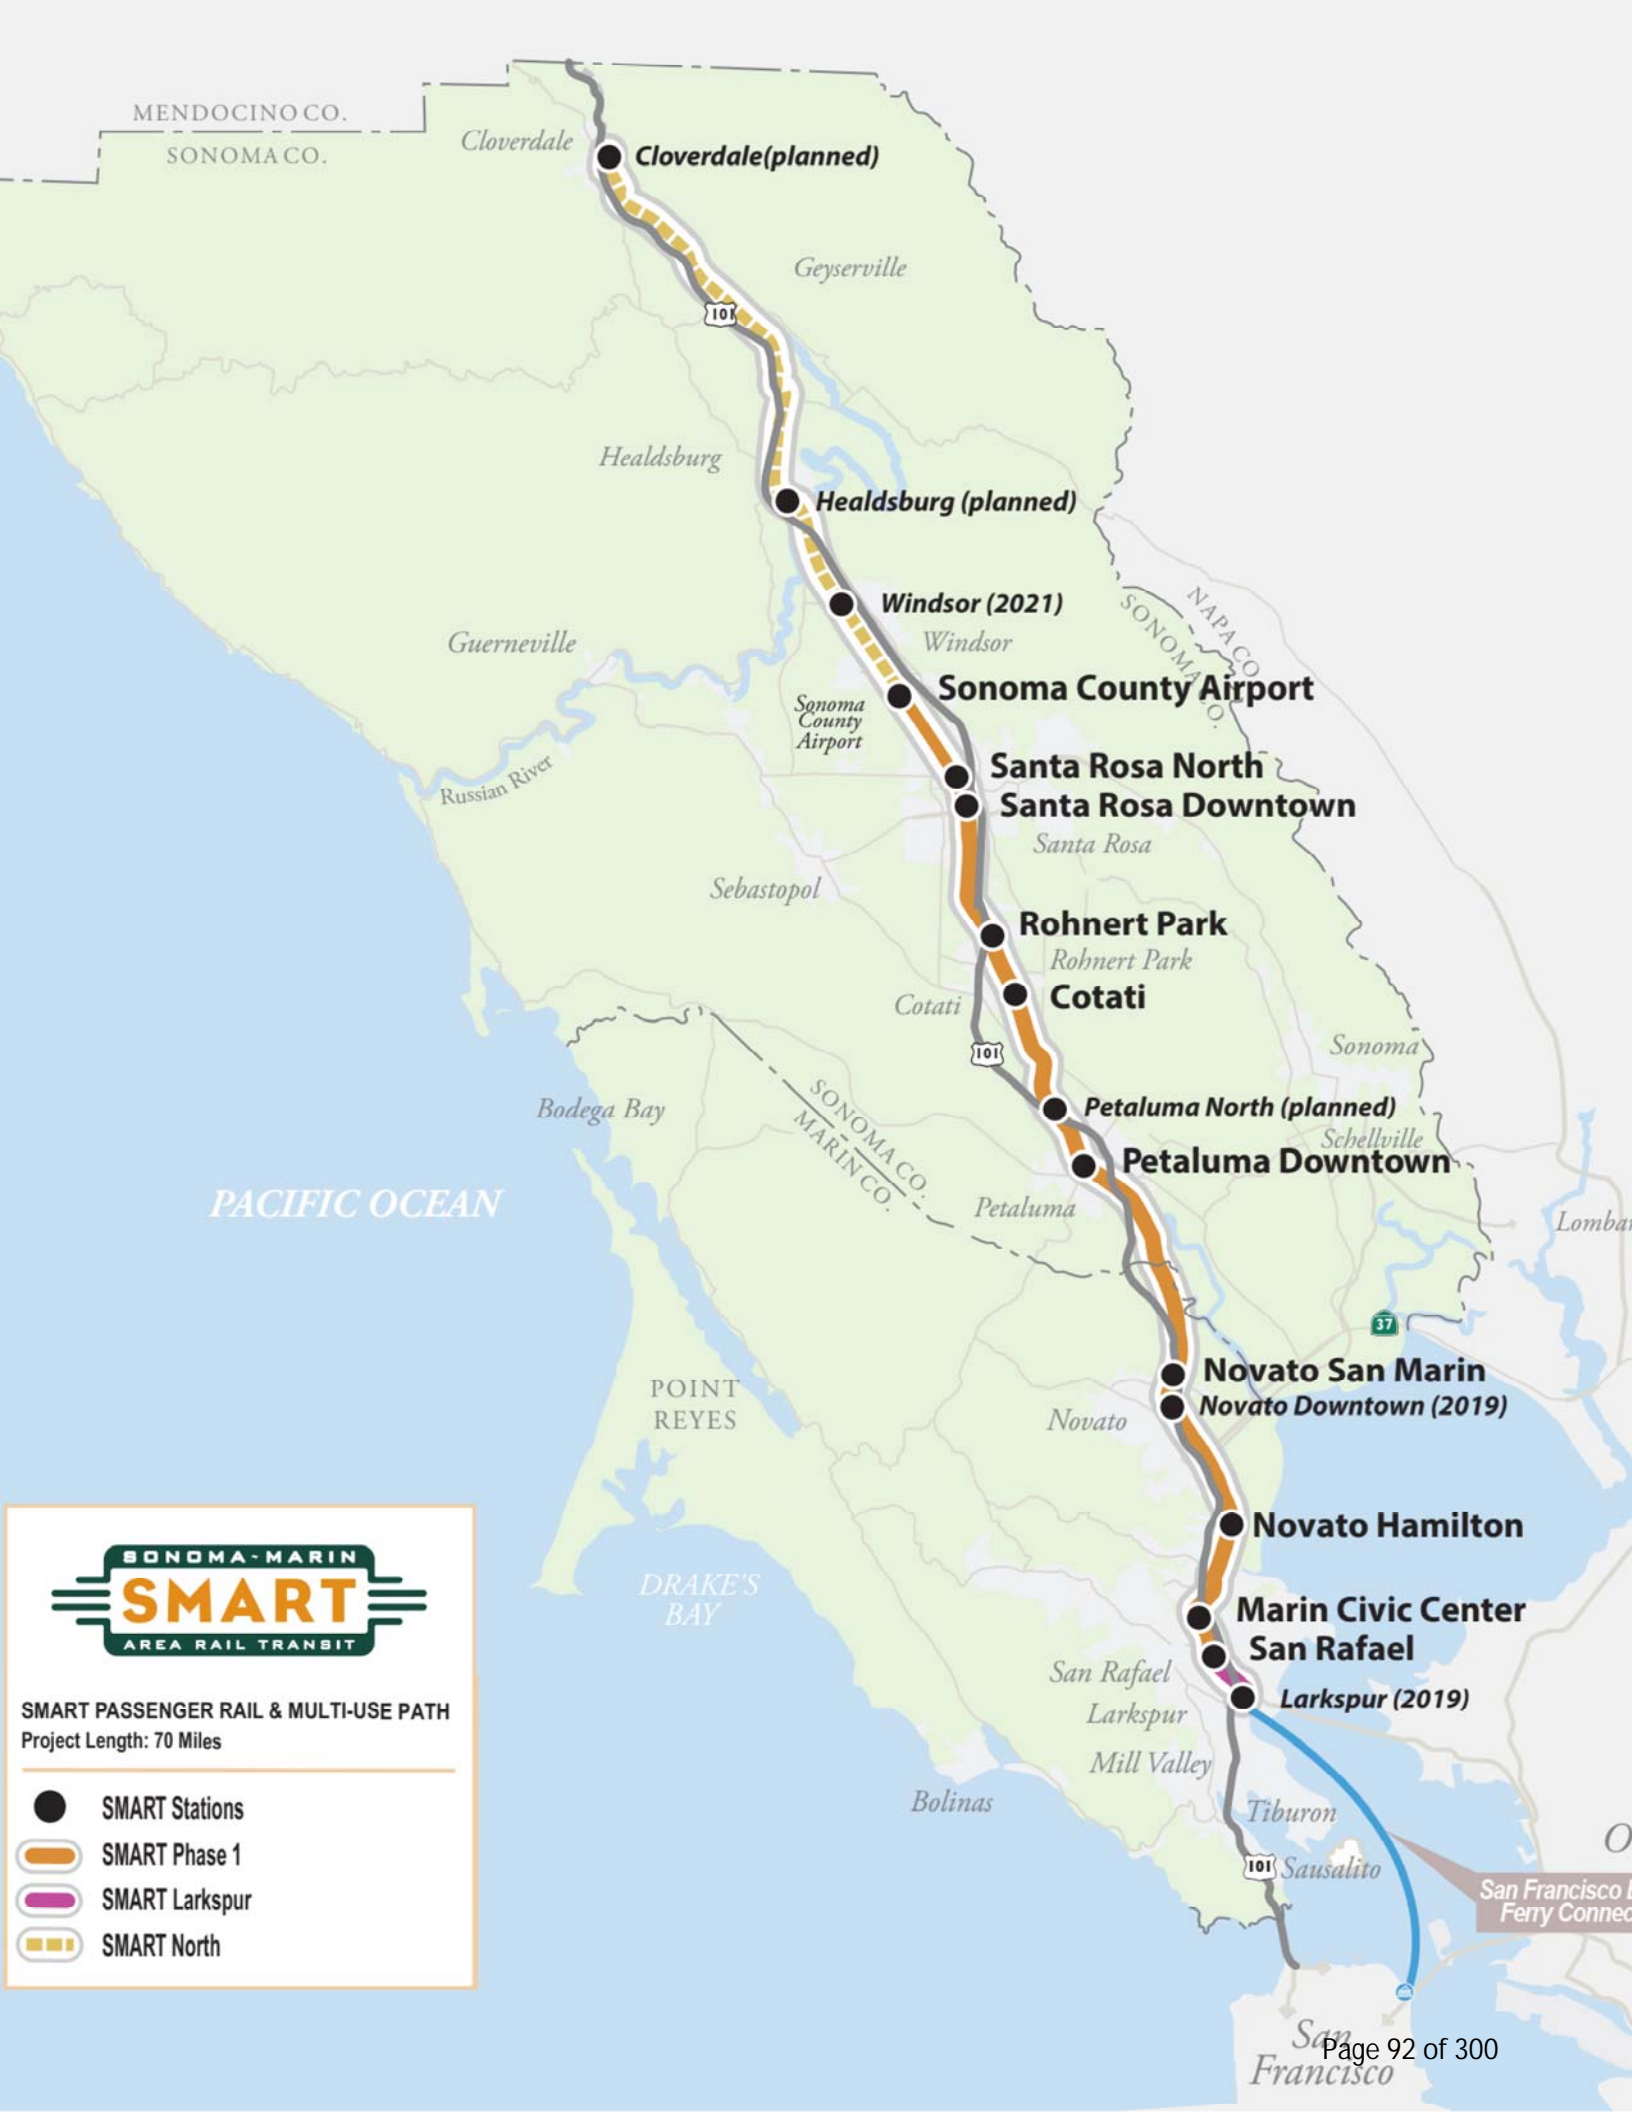 MENDOCINO CO.
SONOMA CO.
Cloverdale
Cloverdale(planned)
Geyserville
101
Healdsburg
Healdsburg (planned)
Windsor (2021)
Windsor
NAPA CO.
SONOMA CO.
Guerneville
Sonoma County Airport
Sonoma
County
Airport
Russian River
Santa Rosa North
Santa Rosa Downtown
Santa Rosa
Sebastopol
Rohnert Park
Rohnert Park
Cotati
Cotati
101
Sonoma
Bodega Bay
SONOMA CO.
MARIN CO.
Petaluma North (planned)
Schellville
Petaluma Downtown
PACIFIC OCEAN
Petaluma
Lombar
37
POINT
REYES
Novato San Marin
Novato Downtown (2019)
Novato
Novato Hamilton
DRAKE'S
BAY
Marin Civic Center
San Rafael
San Rafael
Larkspur (2019)
Larkspur
Mill Valley
Bolinas
Tiburon
101
Sausalito
San Francisco
Ferry Connec
San
Francisco
SONOMA-MARIN
SMART
AREA RAIL TRANSIT
SMART PASSENGER RAIL & MULTI-USE PATH
Project Length: 70 Miles
SMART Stations
SMART Phase 1
SMART Larkspur
SMART North
Page 92 of 300